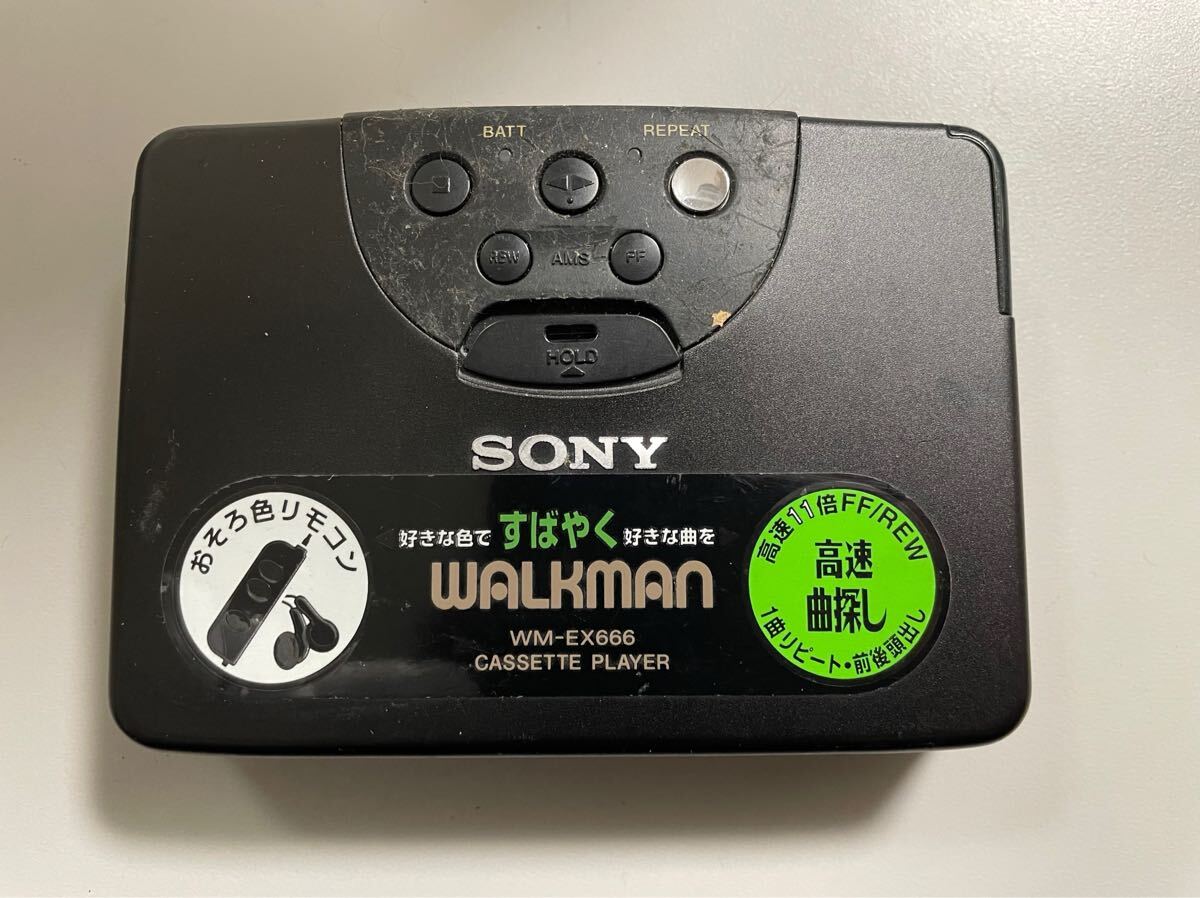 BATT REPEAT
REW AMS FF
HOLD
SONY
おそろ色リモコン
好きな色で すばやく 好きな曲を
WALKMAN
WM-EX666
CASSETTE PLAYER
高速11倍FF/REW
高速
曲探し
1曲リピート・前後頭出し